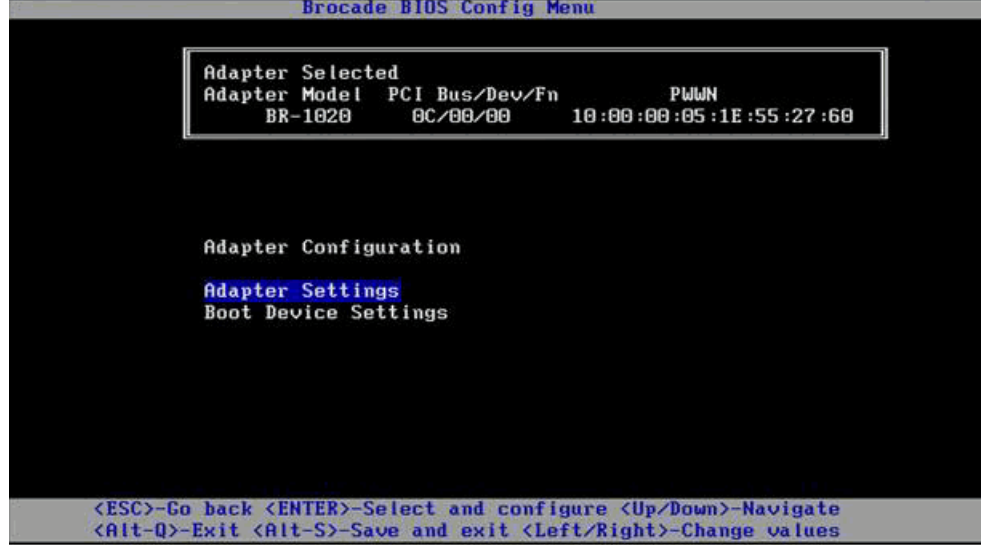 Brocade BIOS Config Menu
Adapter Selected
Adapter Model PCI Bus/Dev/Fn PWWN
BR-1020 0C/00/00 10:00:00:05:1E:55:27:60
Adapter Configuration
Adapter Settings
Boot Device Settings
<ESC>-Go back <ENTER>-Select and configure <Up/Down>-Navigate
<Alt-Q>-Exit <Alt-S>-Save and exit <Left/Right>-Change values